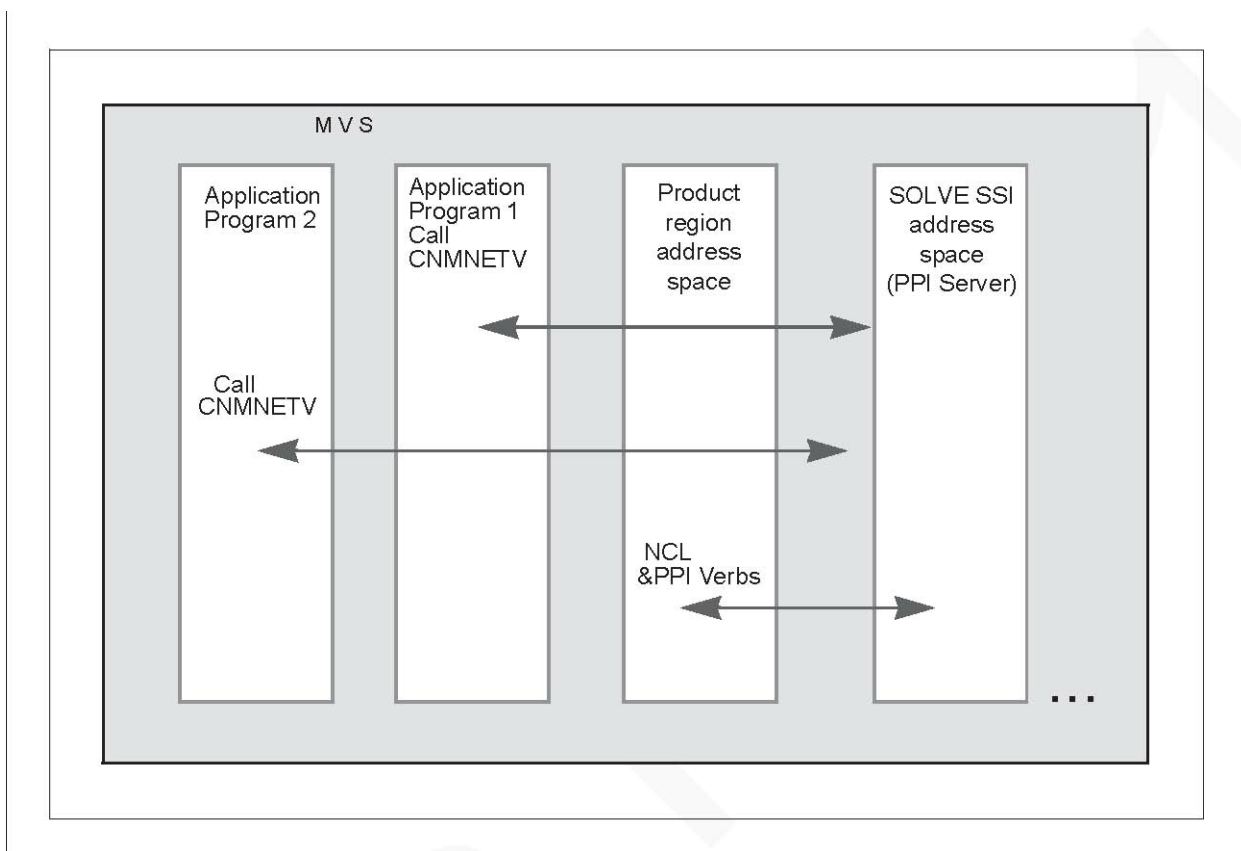 M V S
Application
Program 2
Call
CNMNETV
Application
Program 1
Call
CNMNETV
Product
region
address
space
NCL
&PPI Verbs
SOLVE SSI
address
space
(PPI Server)
...